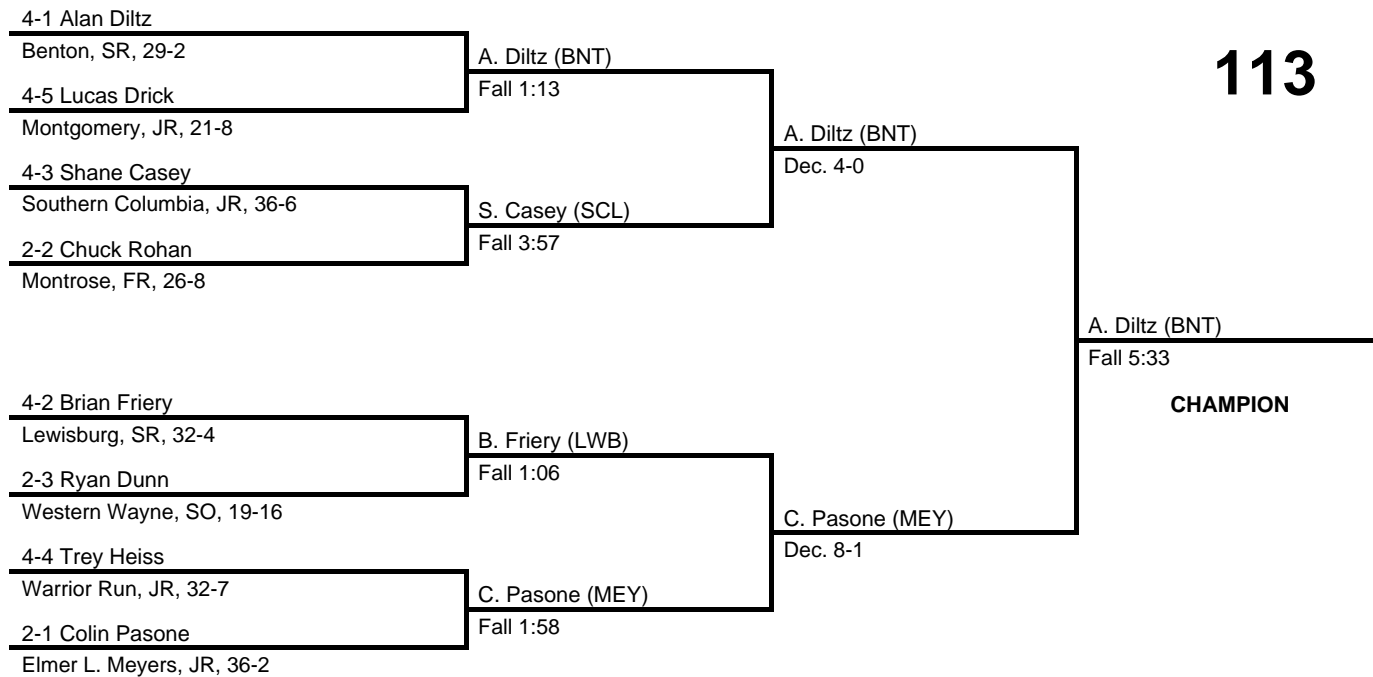 4-1 Alan Diltz
Benton, SR, 29-2
4-5 Lucas Drick
Montgomery, JR, 21-8
4-3 Shane Casey
Southern Columbia, JR, 36-6
2-2 Chuck Rohan
Montrose, FR, 26-8
4-2 Brian Friery
Lewisburg, SR, 32-4
2-3 Ryan Dunn
Western Wayne, SO, 19-16
4-4 Trey Heiss
Warrior Run, JR, 32-7
2-1 Colin Pasone
Elmer L. Meyers, JR, 36-2
A. Diltz (BNT)
Fall 1:13
S. Casey (SCL)
Fall 3:57
B. Friery (LWB)
Fall 1:06
C. Pasone (MEY)
Fall 1:58
A. Diltz (BNT)
Dec. 4-0
C. Pasone (MEY)
Dec. 8-1
113
A. Diltz (BNT)
Fall 5:33
CHAMPION